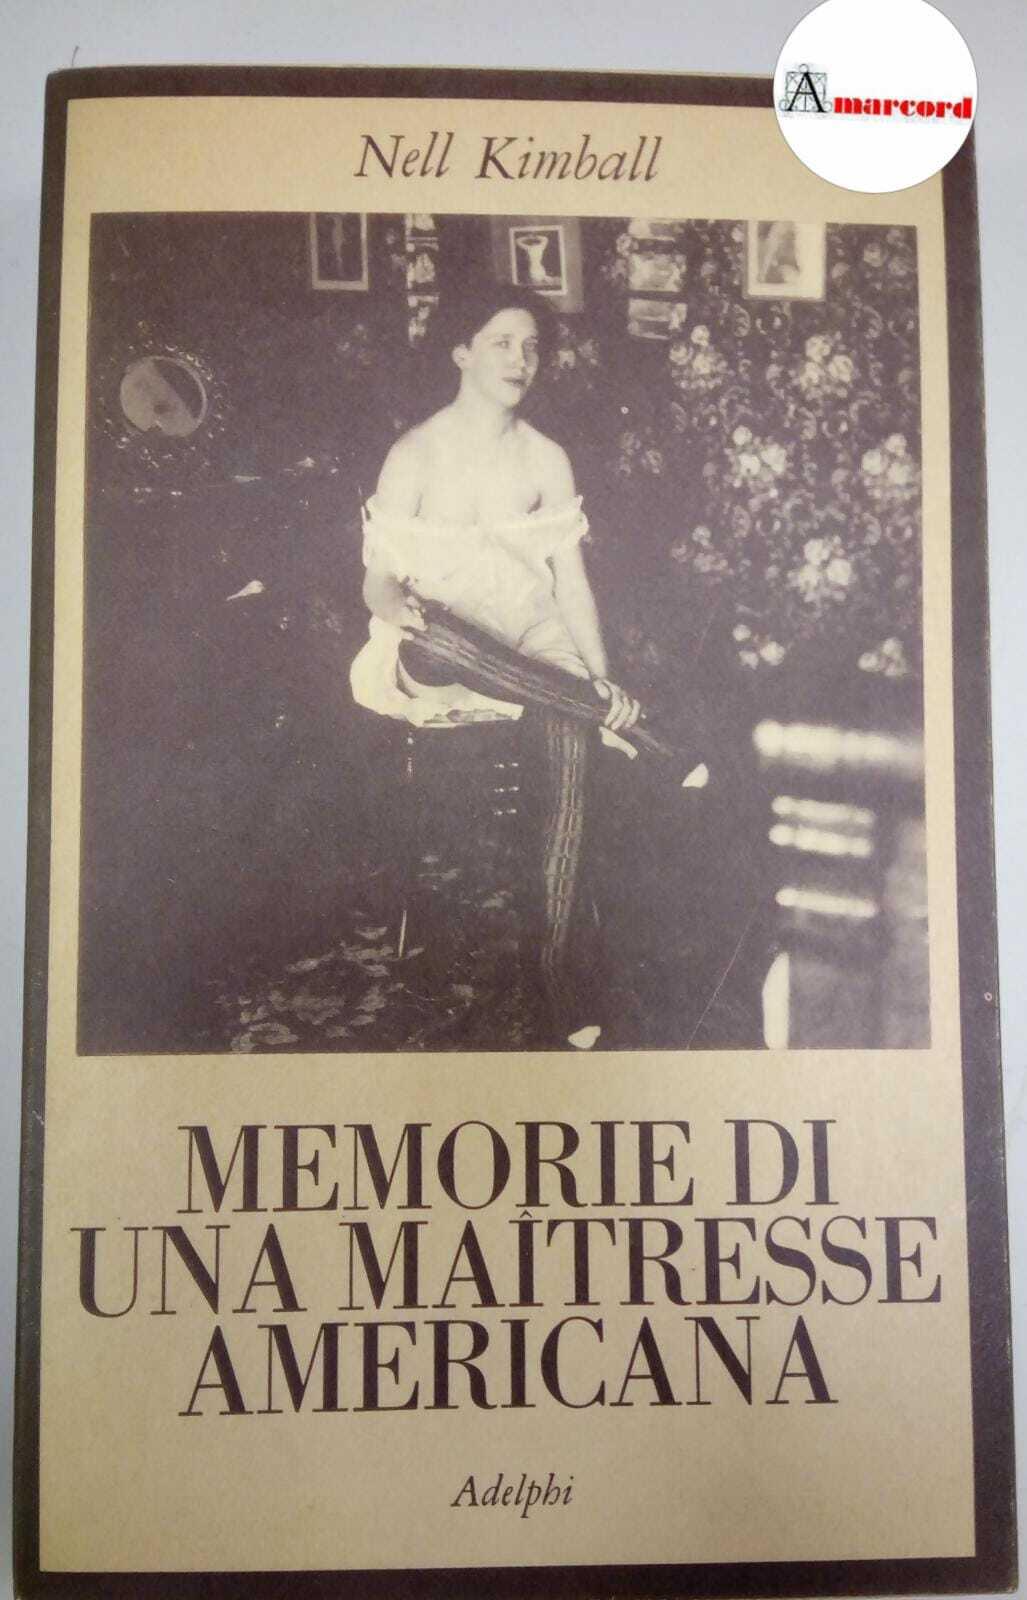 Amarcord
Nell Kimball
MEMORIE DI
UNA MAÎTRESSE
AMERICANA
Adelphi